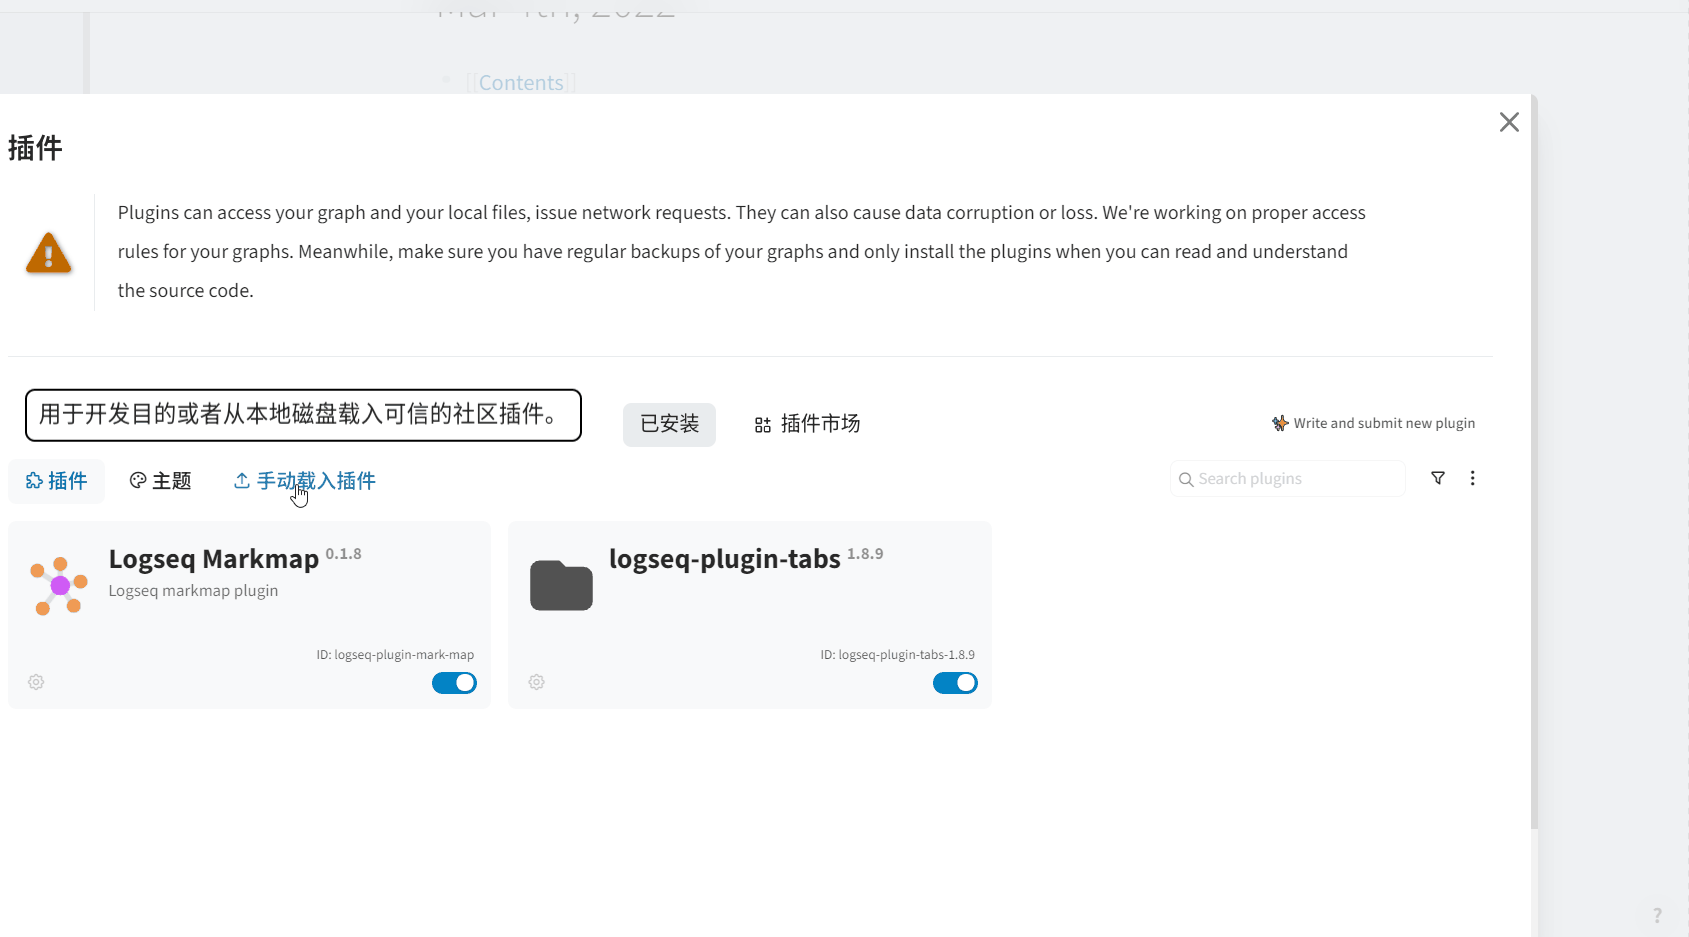 [[Contents]]
插件
Plugins can access your graph and your local files, issue network requests. They can also cause data corruption or loss. We're working on proper access
rules for your graphs. Meanwhile, make sure you have regular backups of your graphs and only install the plugins when you can read and understand
the source code.
用于开发目的或者从本地磁盘载入可信的社区插件。
已安装
插件市场
Write and submit new plugin
插件
主题
手动载入插件
Search plugins
Logseq Markmap 0.1.8
Logseq markmap plugin
ID: logseq-plugin-mark-map
logseq-plugin-tabs 1.8.9
ID: logseq-plugin-tabs-1.8.9
?